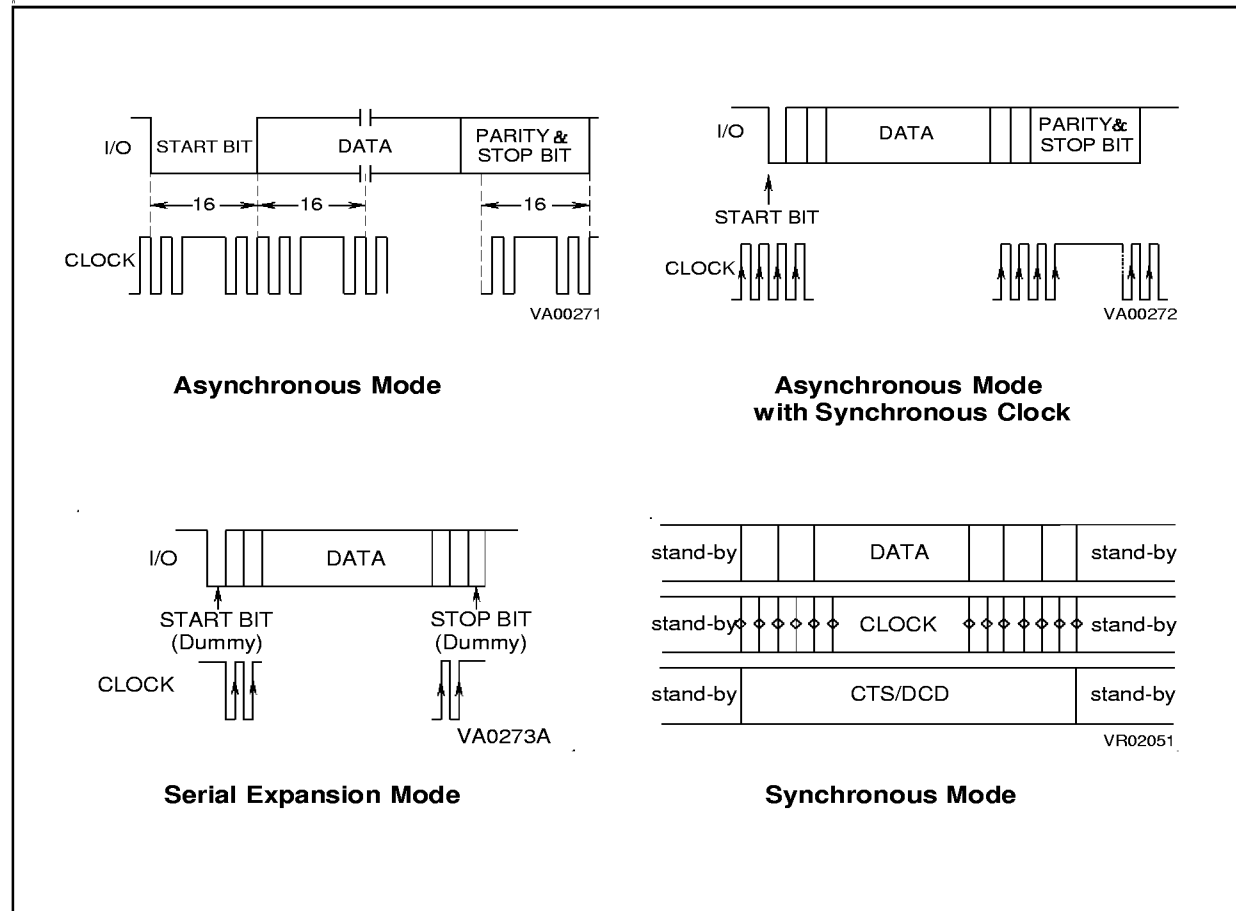 I/O
START BIT
DATA
PARITY &
STOP BIT
16
16
16
CLOCK
VA00271
Asynchronous Mode
I/O
DATA
PARITY&
STOP BIT
START BIT
CLOCK
VA00272
Asynchronous Mode
with Synchronous Clock
I/O
DATA
START BIT
(Dummy)
STOP BIT
(Dummy)
CLOCK
VA0273A
Serial Expansion Mode
stand-by DATA stand-by
stand-by CLOCK stand-by
stand-by CTS/DCD stand-by
VR02051
Synchronous Mode